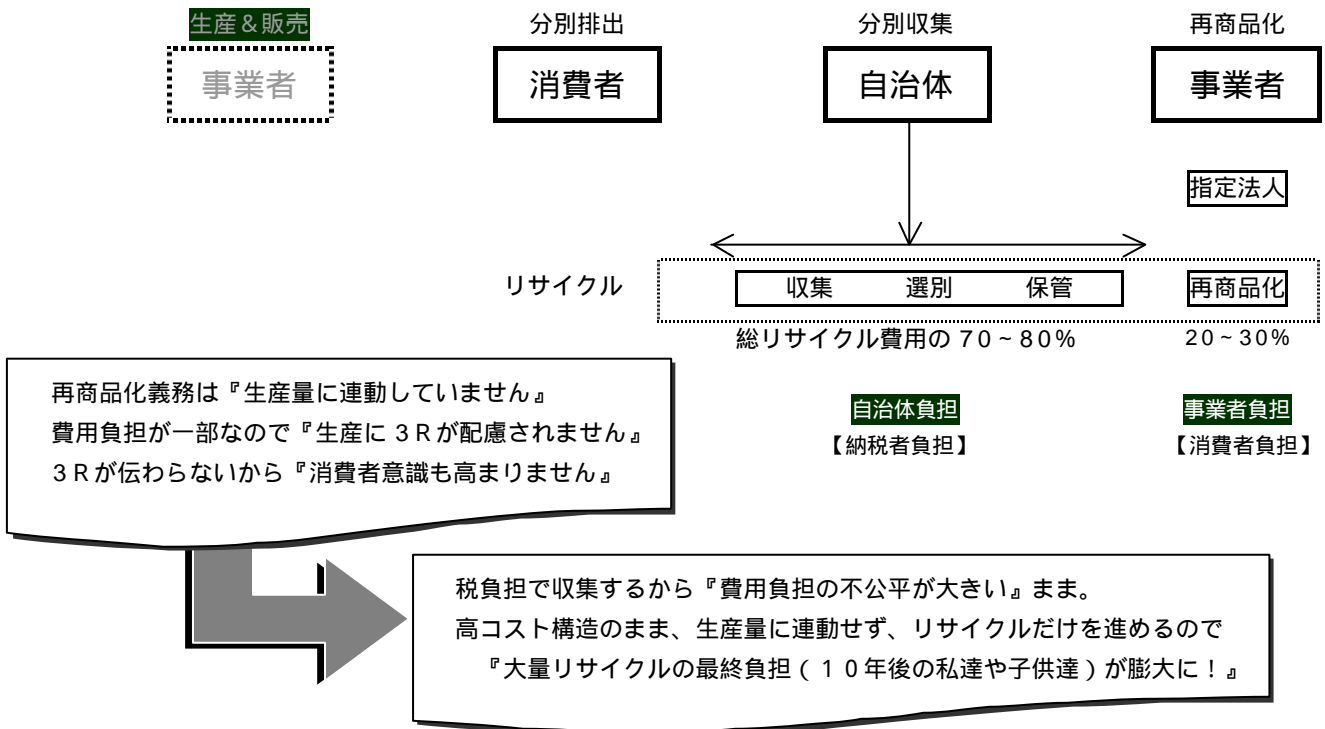 生産＆販売 分別排出 分別収集 再商品化
事業者 消費者 自治体 事業者
指定法人
リサイクル 収集 選別 保管 再商品化
総リサイクル費用の 70～80% 20～30%
再商品化義務は『生産量に連動していません』
費用負担が一部なので『生産に 3Rが配慮されません』
3Rが伝わらないから『消費者意識も高まりません』
自治体負担 事業者負担
【納税者負担】 【消費者負担】
税負担で収集するから『費用負担の不公平が大きい』まま。
高コスト構造のまま、生産量に連動せず、リサイクルだけを進めるので
『大量リサイクルの最終負担（１０年後の私達や子供達）が膨大に！』